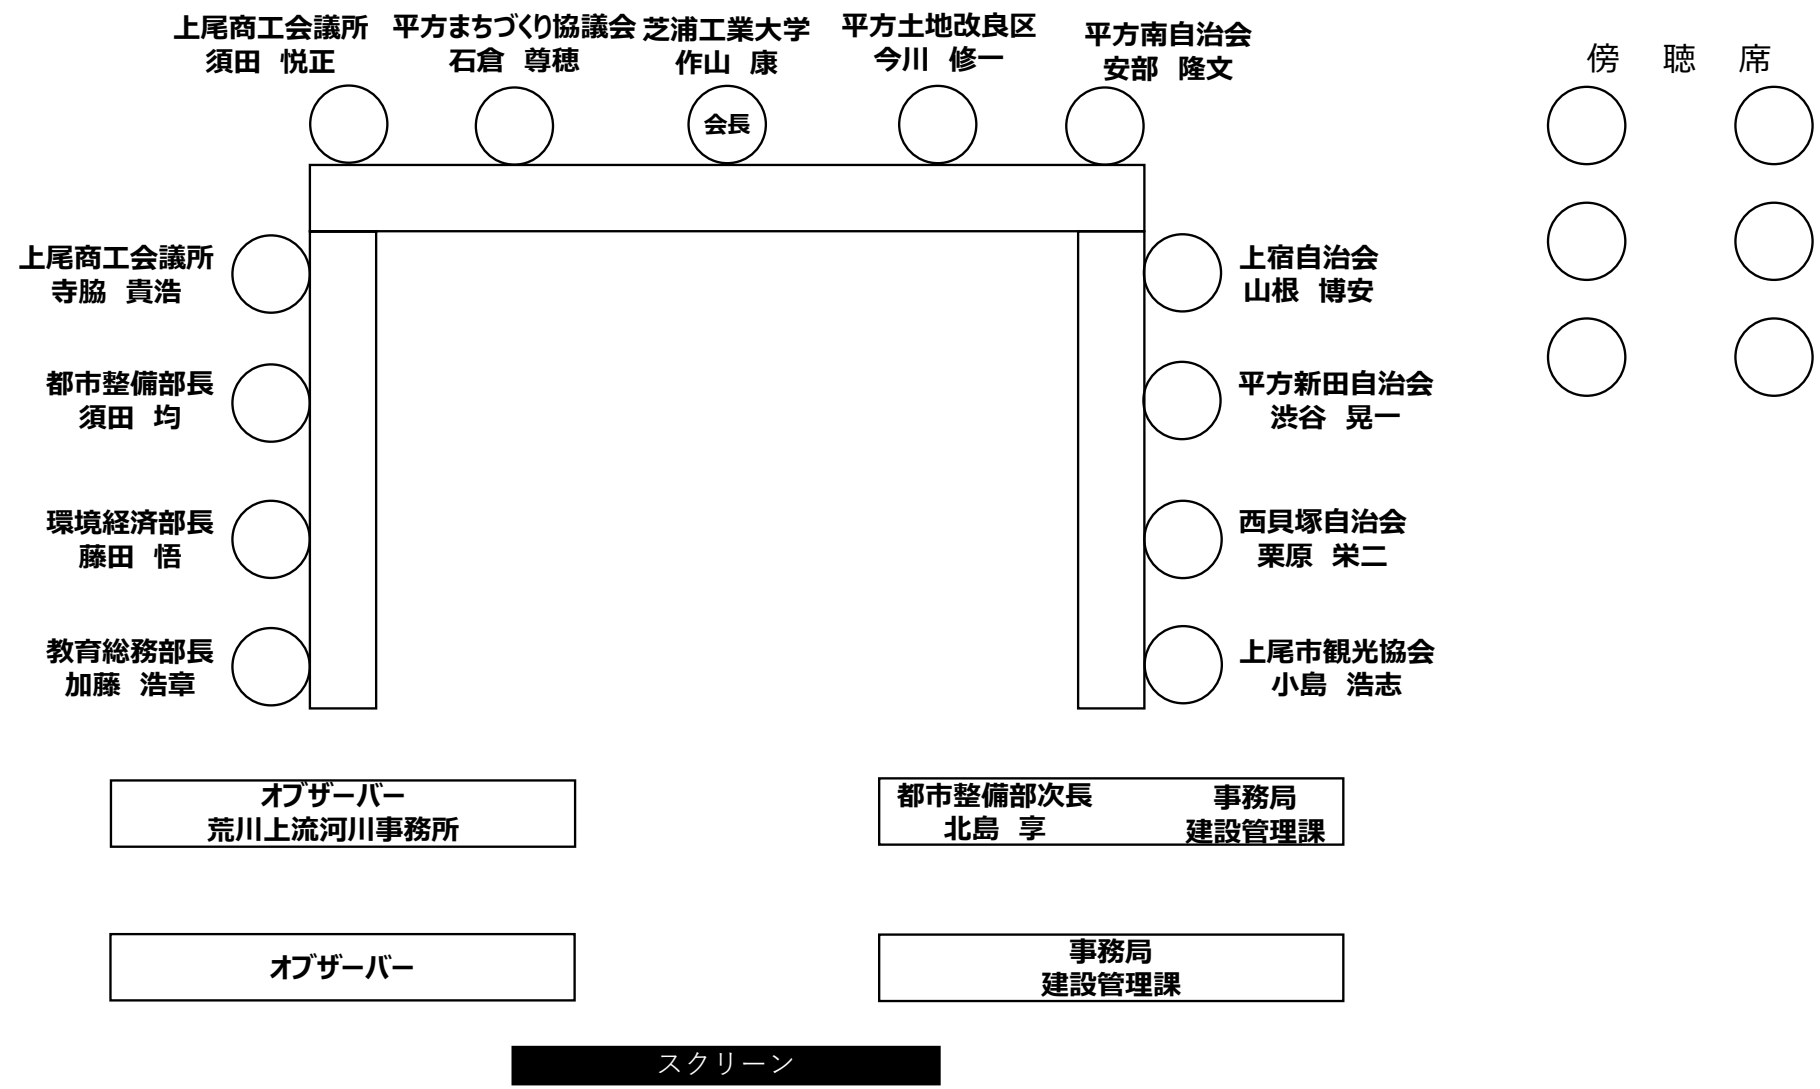 上尾商工会議所
須田 悦正
平方まちづくり協議会
石倉 尊穂
芝浦工業大学
作山 康
平方土地改良区
今川 修一
平方南自治会
安部 隆文
傍 聴 席
会長
上尾商工会議所
寺脇 貴浩
上宿自治会
山根 博安
都市整備部長
須田 均
平方新田自治会
渋谷 晃一
環境経済部長
藤田 悟
西貝塚自治会
栗原 栄二
教育総務部長
加藤 浩章
上尾市観光協会
小島 浩志
オブザーバー
荒川上流河川事務所
都市整備部次長
北島 享
事務局
建設管理課
オブザーバー
事務局
建設管理課
スクリーン